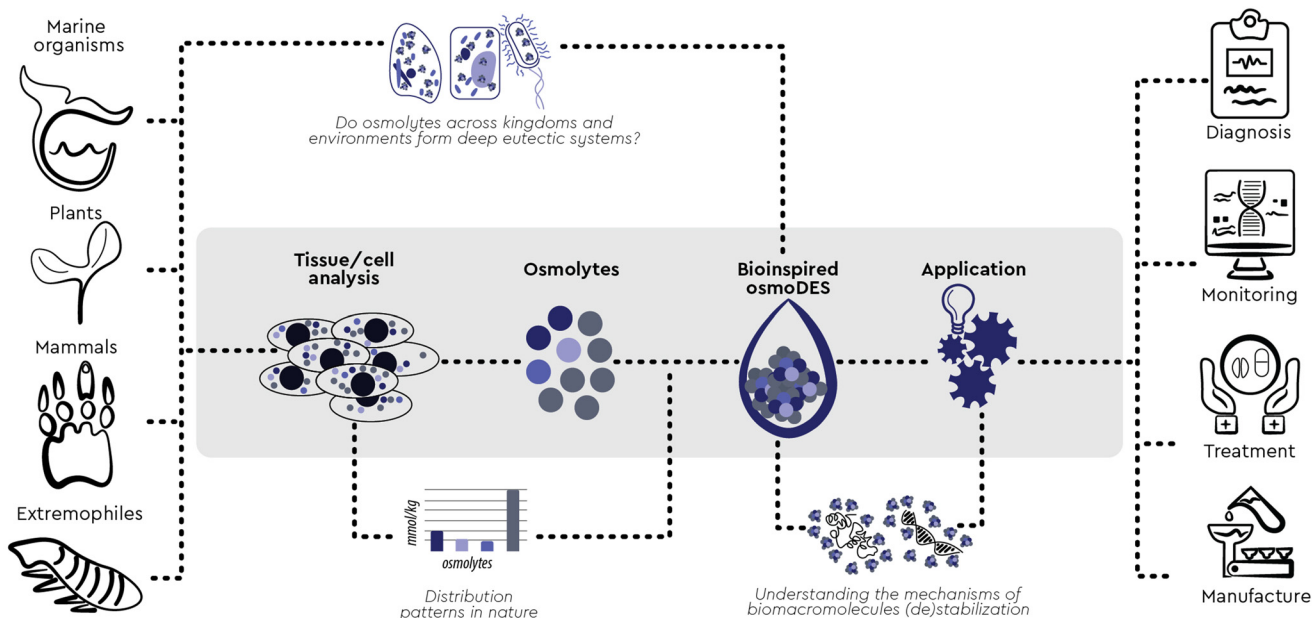 Marine
organisms
Plants
Mammals
Extremophiles
Do osmolytes across kingdoms and
environments form deep eutectic systems?
Tissue/cell
analysis
Osmolytes
Bioinspired
osmoDES
Application
mmol/kg
osmolytes
Distribution
patterns in nature
Understanding the mechanisms of
biomacromolecules (de)stabilization
Diagnosis
Monitoring
Treatment
Manufacture